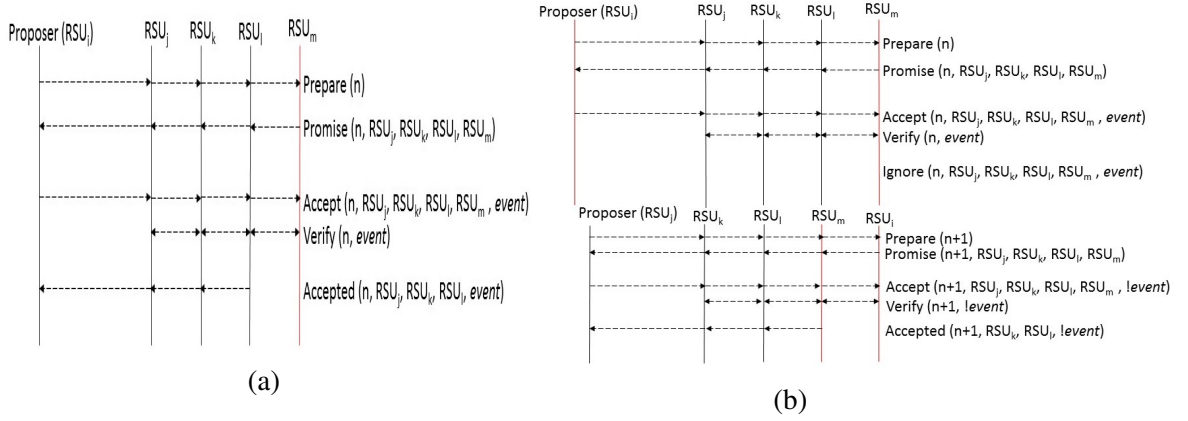 Proposer (RSUi) RSUj RSUk RSUl RSUm
Prepare (n)
Promise (n, RSUj, RSUk, RSUl, RSUm)
Accept (n, RSUj, RSUk, RSUl, RSUm , event)
Verify (n, event)
Accepted (n, RSUj, RSUk, RSUl, event)
(a)
Proposer (RSUi) RSUj RSUk RSUl RSUm
Prepare (n)
Promise (n, RSUj, RSUk, RSUl, RSUm)
Accept (n, RSUj, RSUk, RSUl, RSUm , event)
Verify (n, event)
Ignore (n, RSUj, RSUk, RSUl, RSUm , event)
Proposer (RSUj) RSUk RSUl RSUm RSUi
Prepare (n+1)
Promise (n+1, RSUj, RSUk, RSUl, RSUm)
Accept (n+1, RSUj, RSUk, RSUl, RSUm , !event)
Verify (n+1, !event)
Accepted (n+1, RSUk, RSUl, !event)
(b)